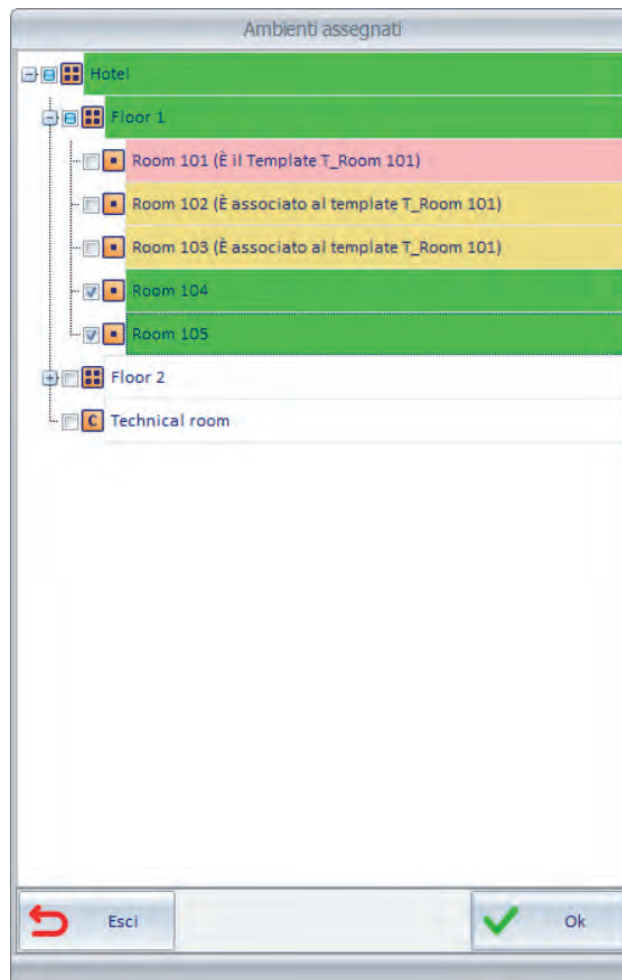 Ambienti assegnati
Hotel
Floor 1
Room 101 (È il Template T_Room 101)
Room 102 (È associato al template T_Room 101)
Room 103 (È associato al template T_Room 101)
Room 104
Room 105
Floor 2
C Technical room
Esci
Ok